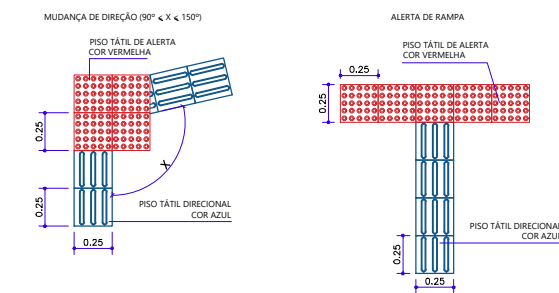 MUDANÇA DE DIREÇÃO (90º ⩽ X ⩽ 150º)
PISO TÁTIL DE ALERTA
COR VERMELHA
0.25
0.25
X
PISO TÁTIL DIRECIONAL
COR AZUL
0.25
ALERTA DE RAMPA
PISO TÁTIL DE ALERTA
COR VERMELHA
0.25
0.25
PISO TÁTIL DIRECIONAL
COR AZUL
0.25
0.25